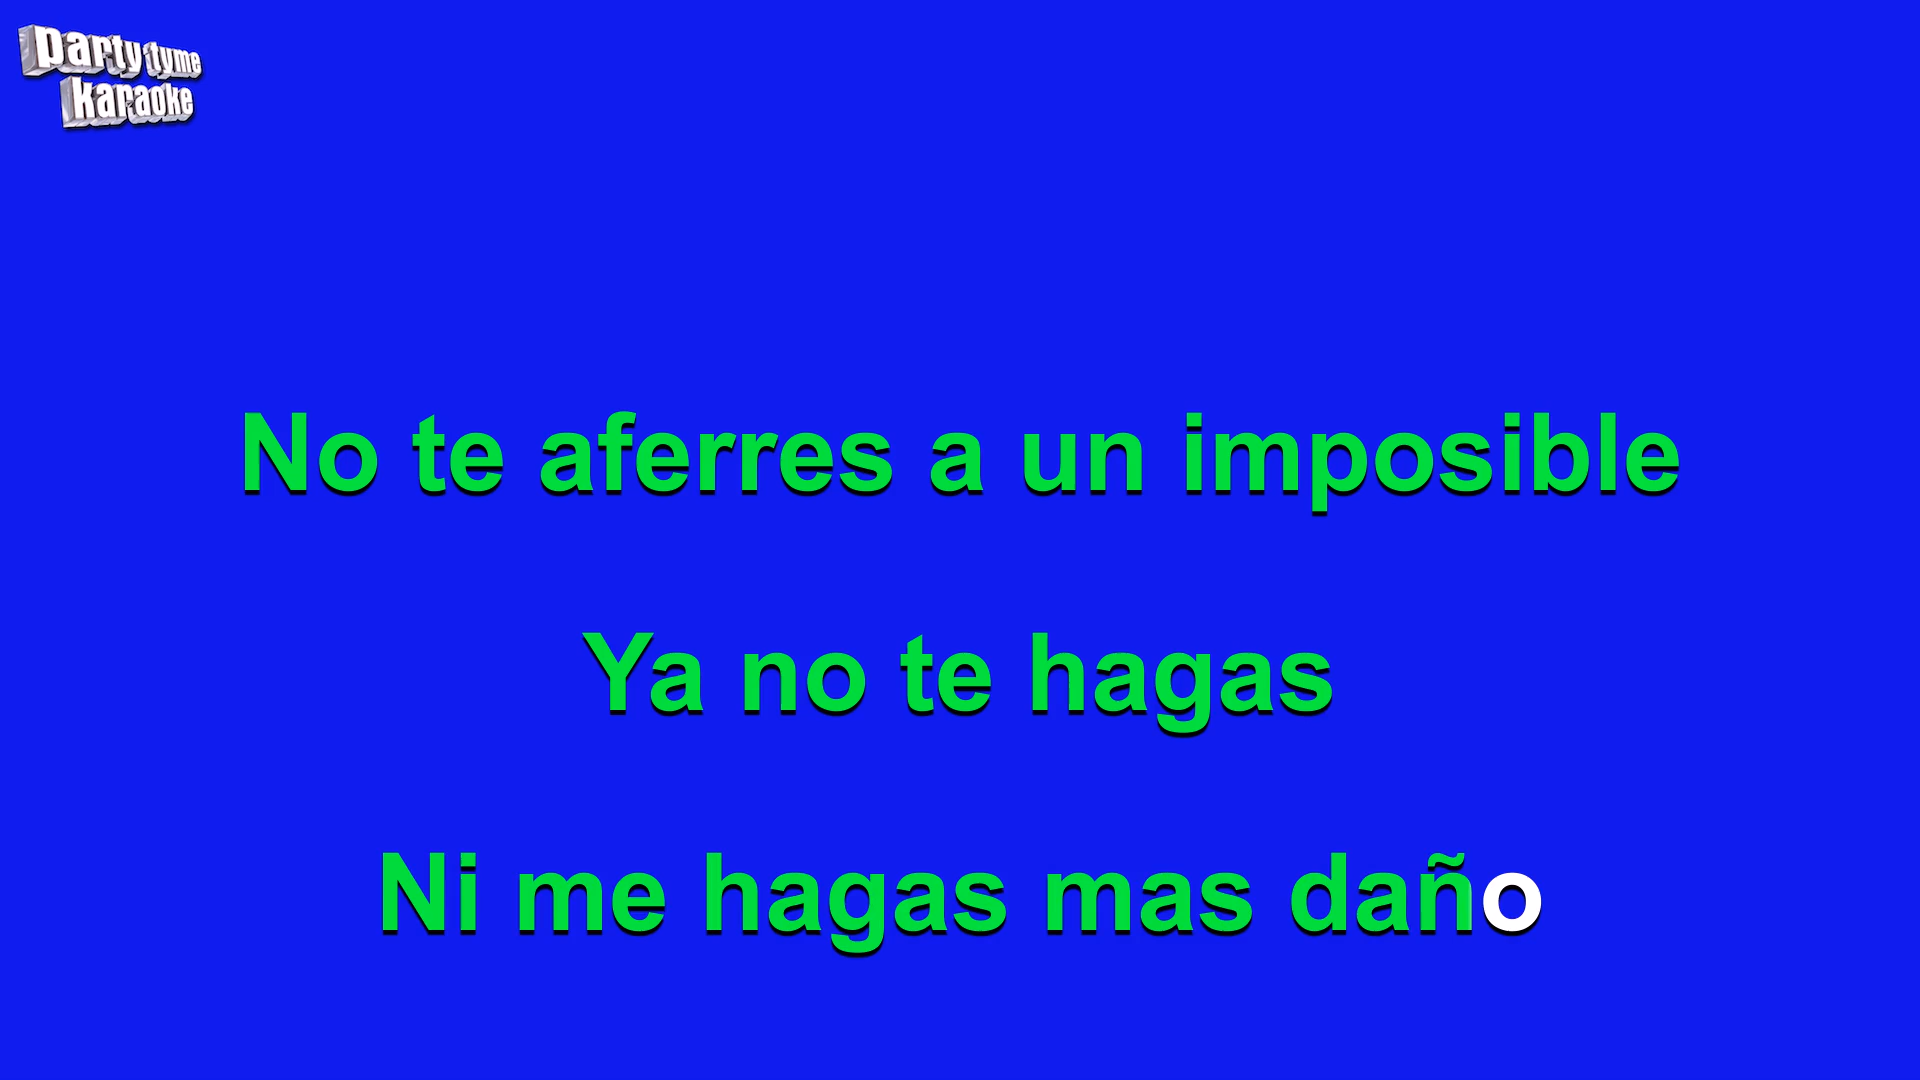 party tyme
karaoke
No te aferres a un imposible
Ya no te hagas
Ni me hagas mas daño